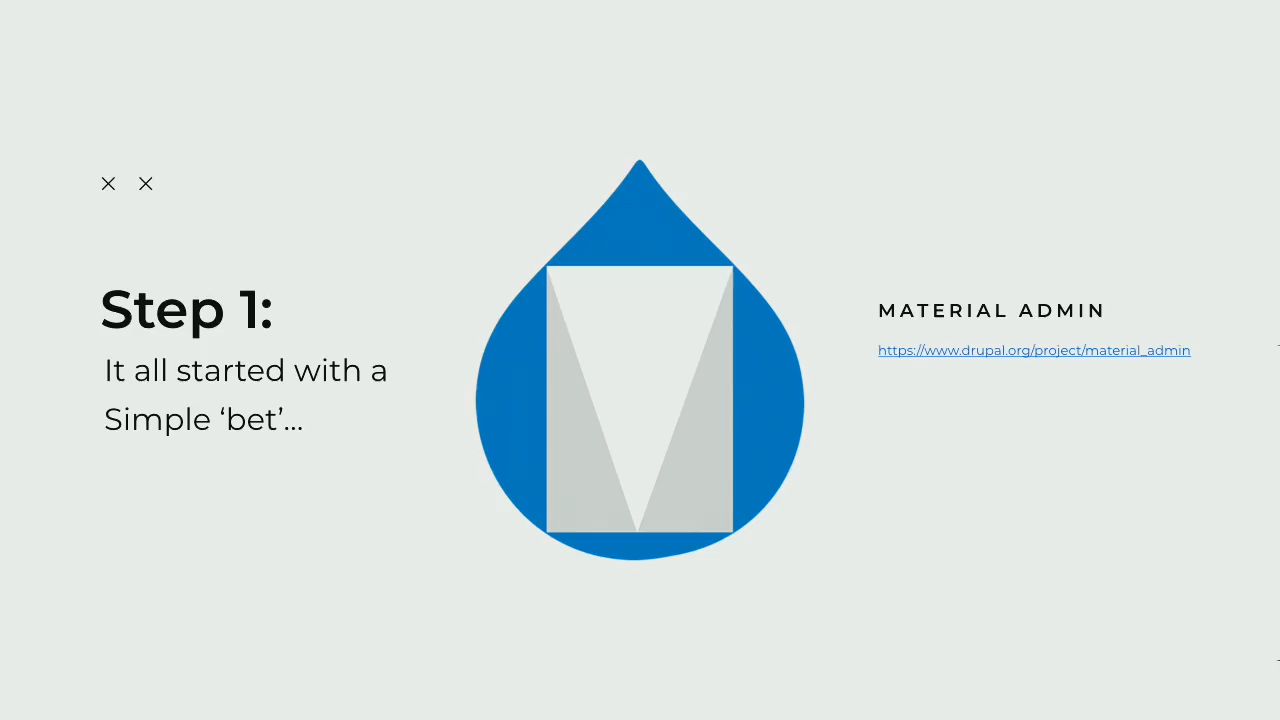 Step 1:
It all started with a
Simple ‘bet’...
MATERIAL ADMIN
https://www.drupal.org/project/material_admin